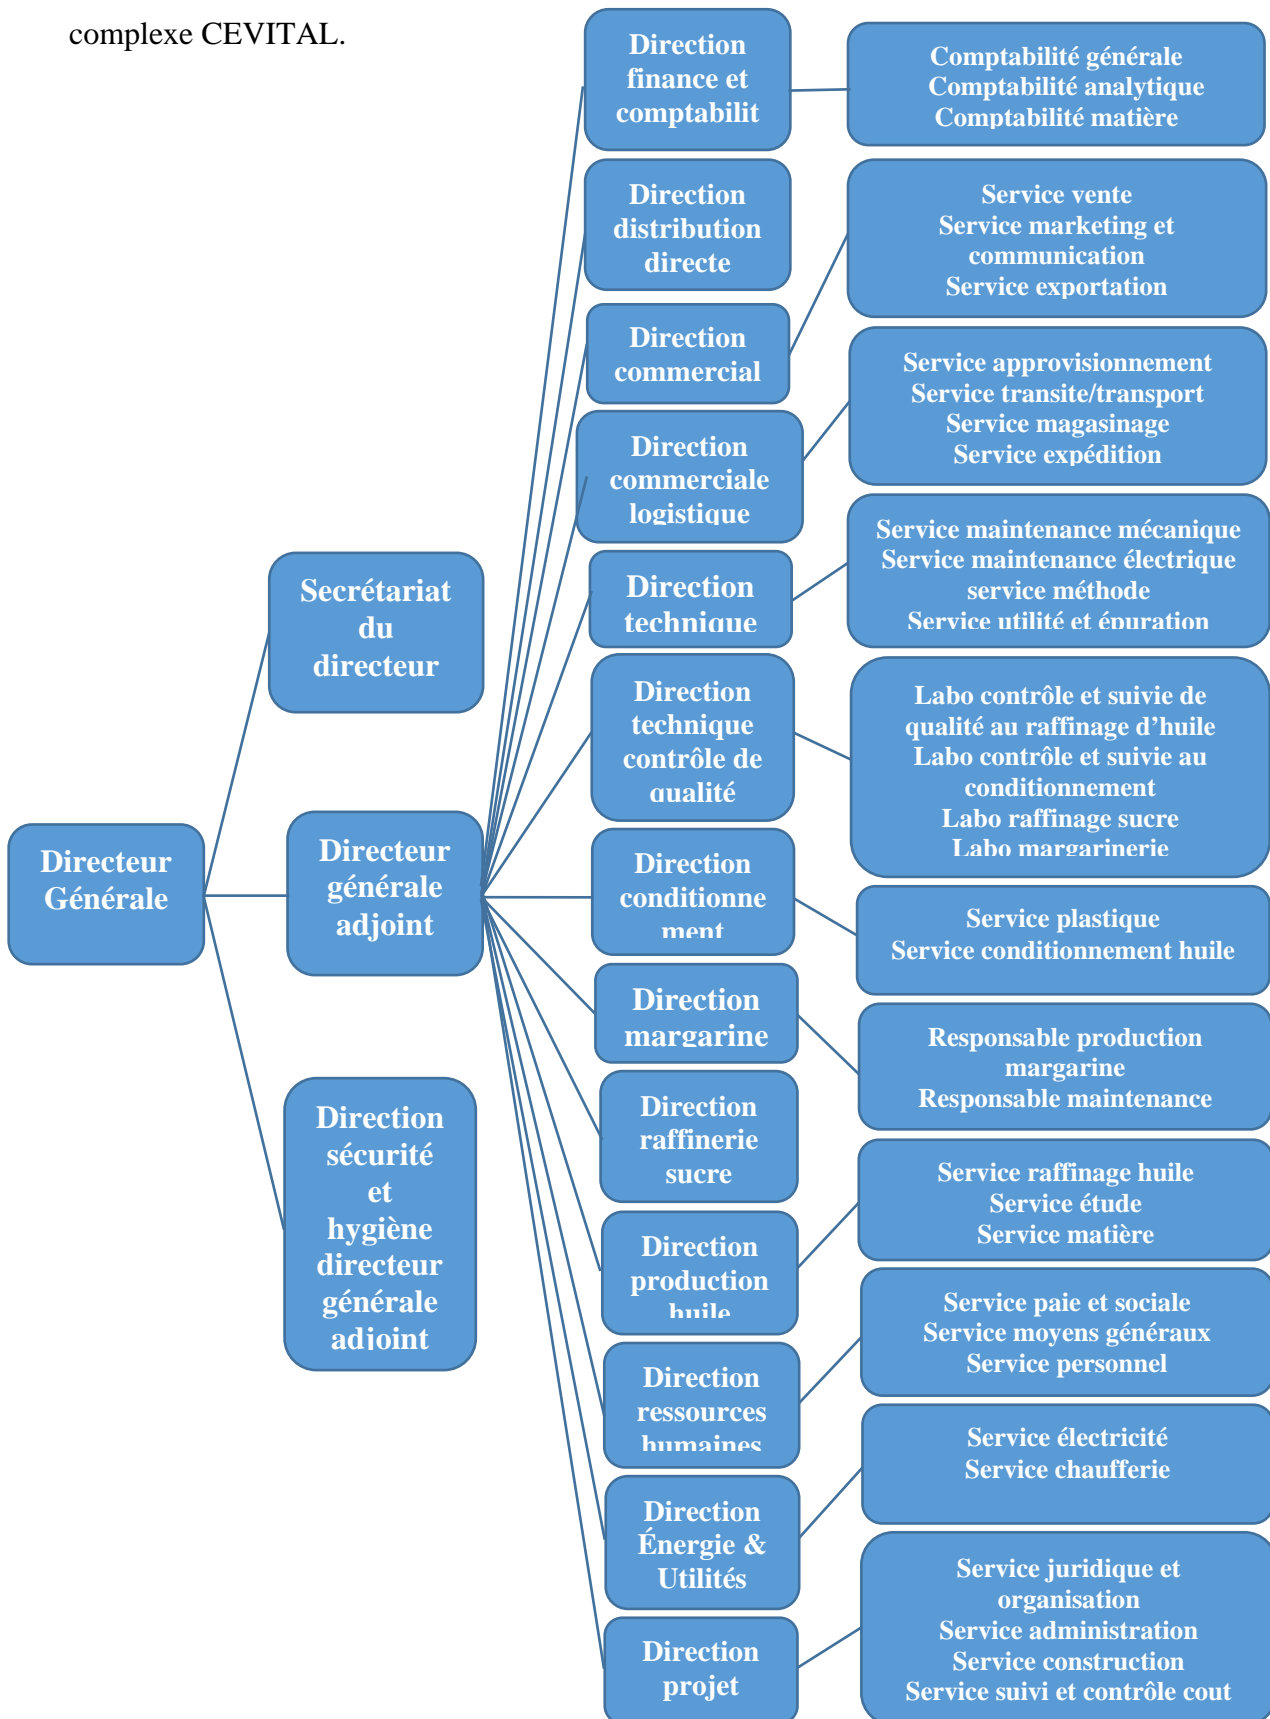 complexe CEVITAL.
Directeur
Générale
Secrétariat
du
directeur
Directeur
générale
adjoint
Direction
sécurité
et
hygiène
directeur
générale
adjoint
Direction
finance et
comptabilit
Direction
distribution
directe
Direction
commercial
Direction
commerciale
logistique
Direction
technique
Direction
technique
contrôle de
qualité
Direction
conditionne
ment
Direction
margarine
Direction
raffinerie
sucre
Direction
production
huile
Direction
ressources
humaines
Direction
Énergie &
Utilités
Direction
projet
Comptabilité générale
Comptabilité analytique
Comptabilité matière
Service vente
Service marketing et
communication
Service exportation
Service approvisionnement
Service transite/transport
Service magasinage
Service expédition
Service maintenance mécanique
Service maintenance électrique
service méthode
Service utilité et épuration
Labo contrôle et suivie de
qualité au raffinage d’huile
Labo contrôle et suivie au
conditionnement
Labo raffinage sucre
Labo margarinerie
Service plastique
Service conditionnement huile
Responsable production
margarine
Responsable maintenance
Service raffinage huile
Service étude
Service matière
Service paie et sociale
Service moyens généraux
Service personnel
Service électricité
Service chaufferie
Service juridique et
organisation
Service administration
Service construction
Service suivi et contrôle cout